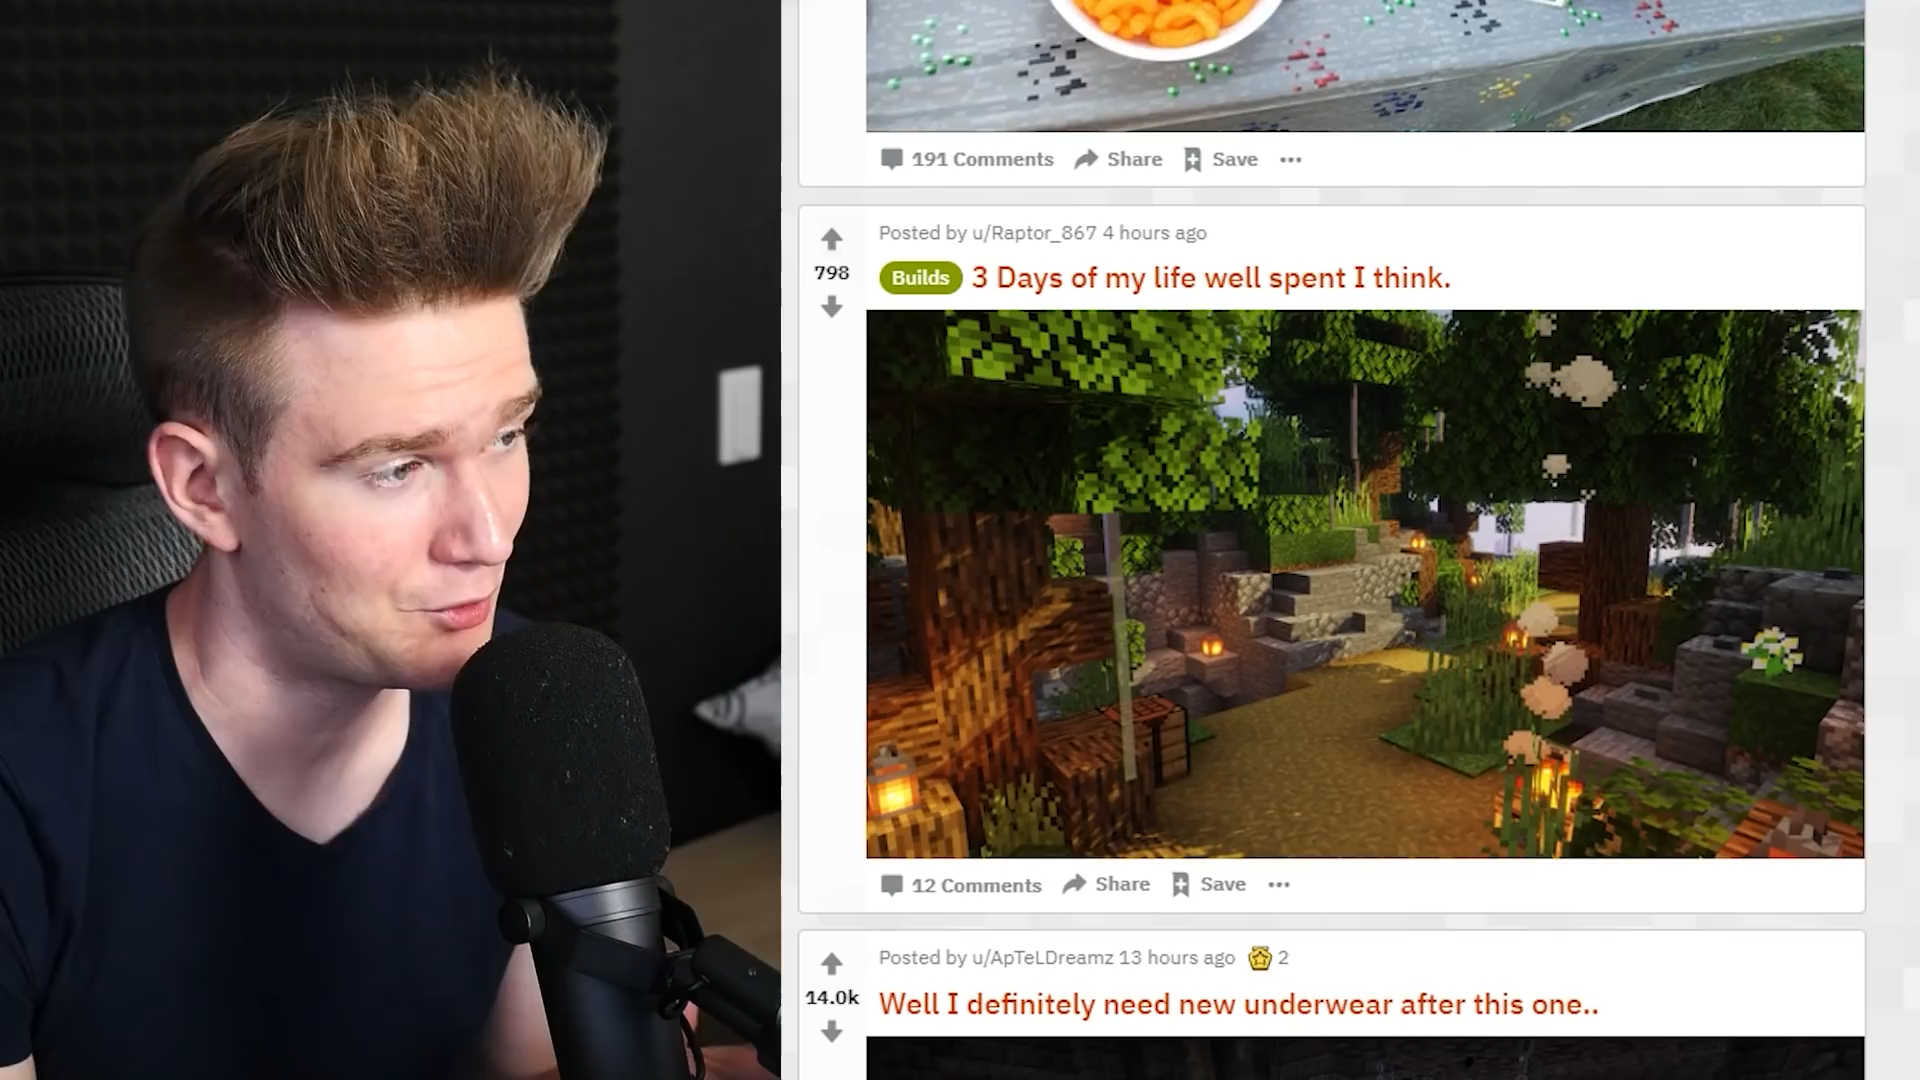 191 Comments Share Save
Posted by u/Raptor_867 4 hours ago
798
Builds 3 Days of my life well spent I think.
12 Comments Share Save
Posted by u/ApTeLDreamz 13 hours ago 2
14.0k
Well I definitely need new underwear after this one..